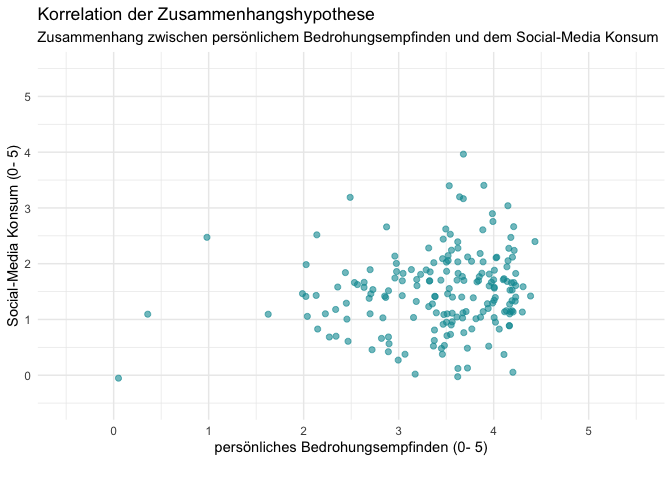 Korrelation der Zusammenhangshypothese
Zusammenhang zwischen persönlichem Bedrohungsempfinden und dem Social-Media Konsum
5
4
3
2
1
0
Social-Media Konsum (0- 5)
0 1 2 3 4 5
persönliches Bedrohungsempfinden (0- 5)